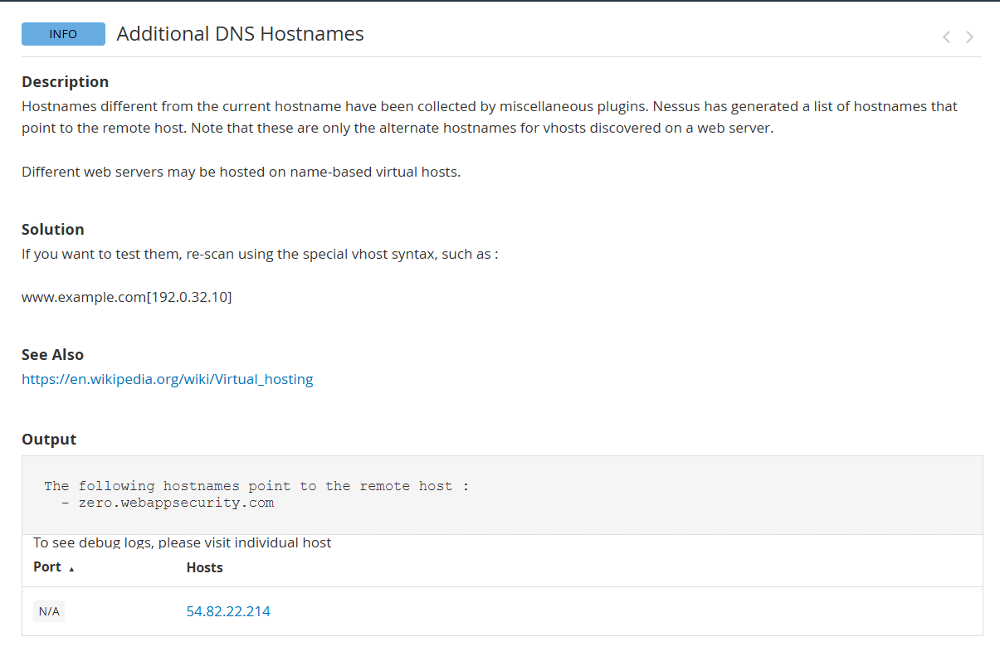 INFO Additional DNS Hostnames
Description
Hostnames different from the current hostname have been collected by miscellaneous plugins. Nessus has generated a list of hostnames that
point to the remote host. Note that these are only the alternate hostnames for vhosts discovered on a web server.
Different web servers may be hosted on name-based virtual hosts.
Solution
If you want to test them, re-scan using the special vhost syntax, such as :
www.example.com[192.0.32.10]
See Also
https://en.wikipedia.org/wiki/Virtual_hosting
Output
The following hostnames point to the remote host :
- zero.webappsecurity.com
To see debug logs, please visit individual host
Port ▲ Hosts
N/A 54.82.22.214